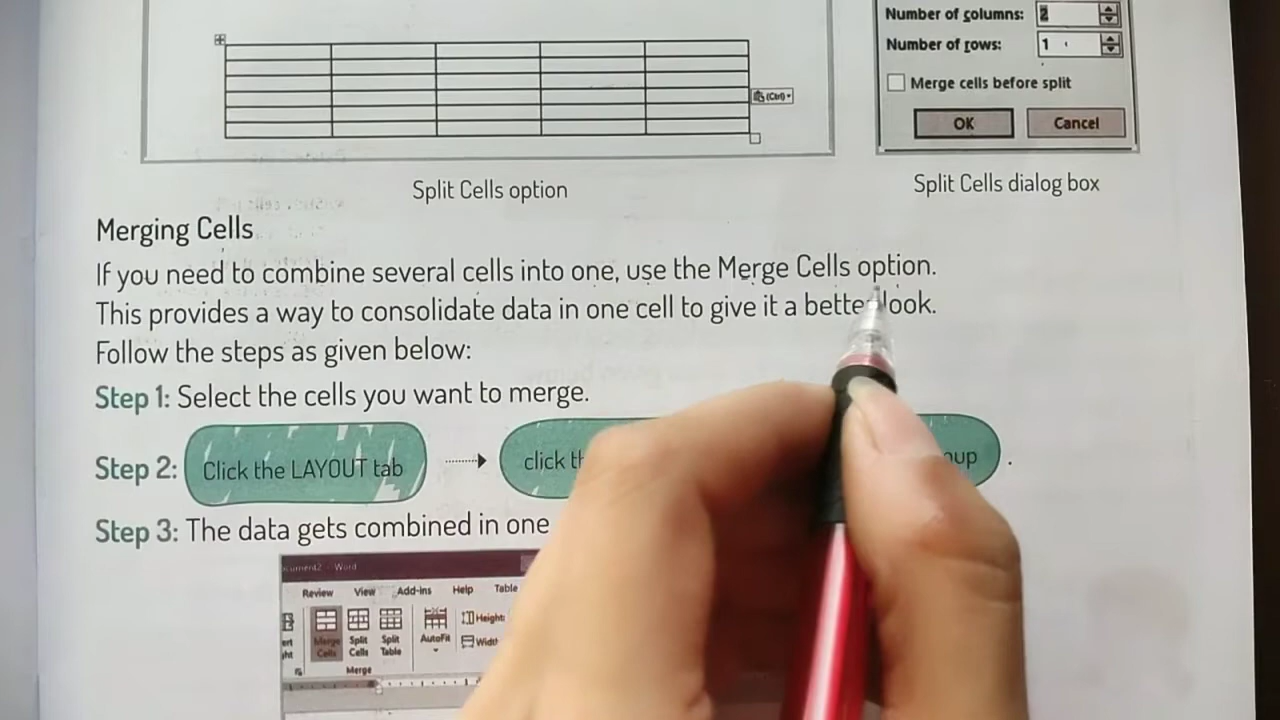 Number of columns: 2
Number of rows: 1
Merge cells before split
(Ctrl)
OK Cancel
Split Cells option
Split Cells dialog box
Merging Cells
If you need to combine several cells into one, use the Merge Cells option.
This provides a way to consolidate data in one cell to give it a better look.
Follow the steps as given below:
Step 1: Select the cells you want to merge.
Step 2: Click the LAYOUT tab click .
Step 3: The data gets combined in one
Word
Review View Add-ins Help Table
Merge Cells Split Cells Split Table AutoFit Height Width
Merge